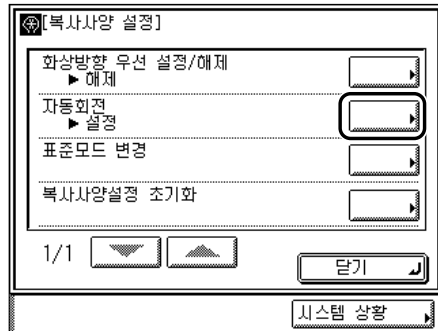 [복사사양 설정]
화상방향 우선 설정/해제
▶ 해제
자동회전
▶ 설정
표준모드 변경
복사사양설정 초기화
1/1
닫기
시스템 상황